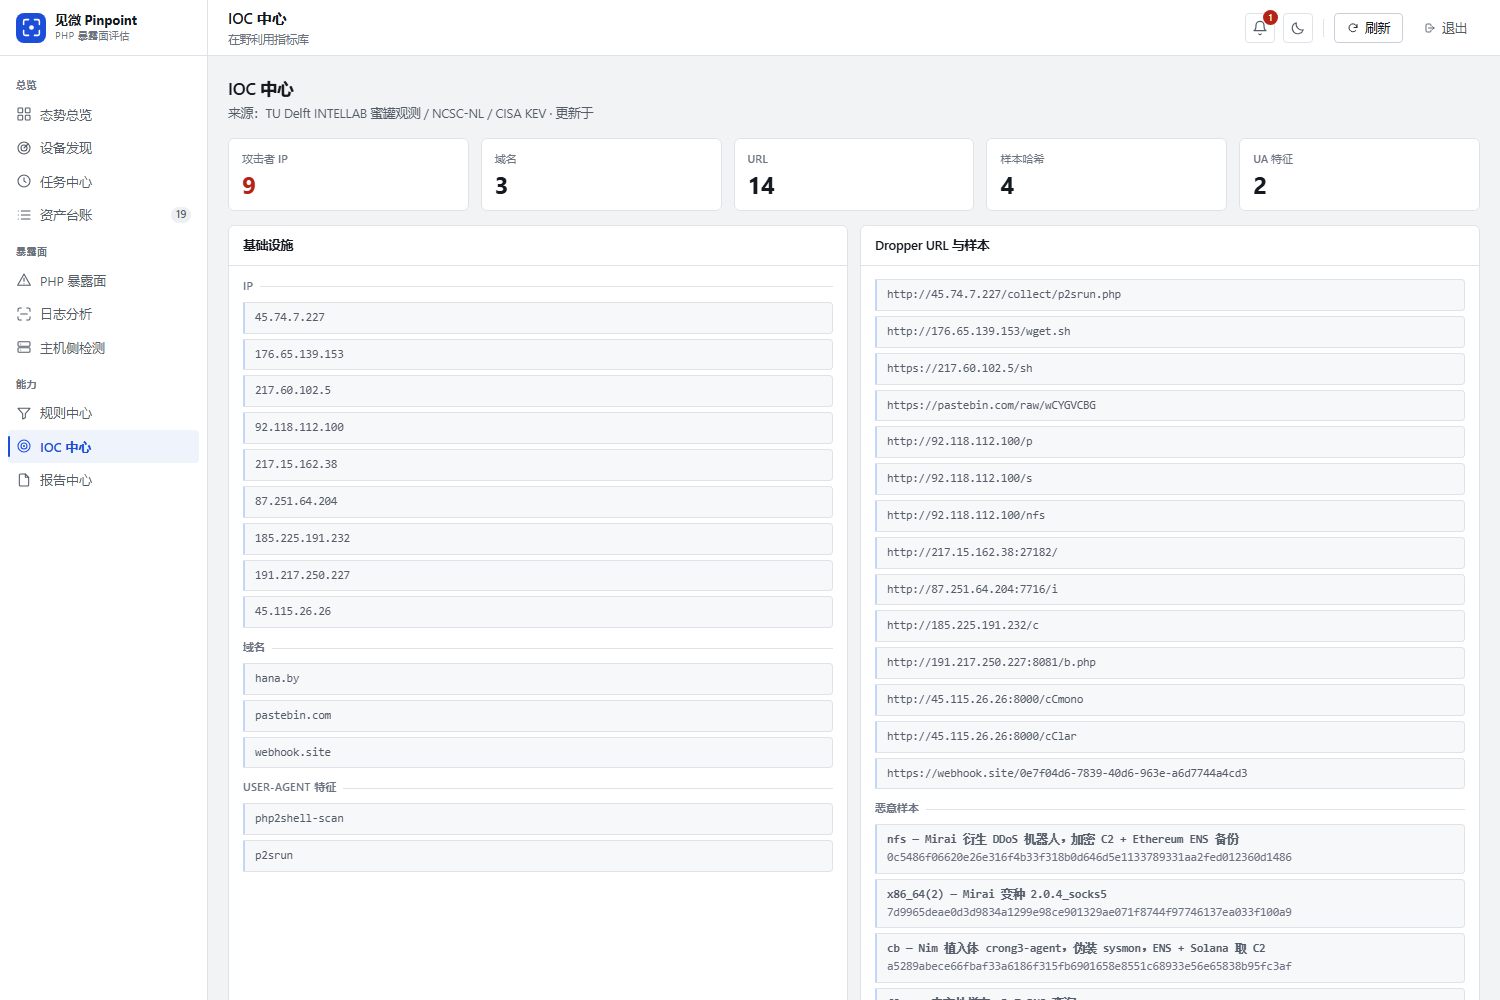 见微 Pinpoint
PHP 暴露面评估
IOC 中心
在野利用指标库
1
刷新
退出
总览
态势总览
设备发现
任务中心
资产台账
19
暴露面
PHP 暴露面
日志分析
主机侧检测
能力
规则中心
IOC 中心
报告中心
IOC 中心
来源：TU Delft INTELLAB 蜜罐观测 / NCSC-NL / CISA KEV · 更新于
攻击者 IP
9
域名
3
URL
14
样本哈希
4
UA 特征
2
基础设施
IP
45.74.7.227
176.65.139.153
217.60.102.5
92.118.112.100
217.15.162.38
87.251.64.204
185.225.191.232
191.217.250.227
45.115.26.26
域名
hana.by
pastebin.com
webhook.site
USER-AGENT 特征
php2shell-scan
p2srun
Dropper URL 与样本
http://45.74.7.227/collect/p2srun.php
http://176.65.139.153/wget.sh
https://217.60.102.5/sh
https://pastebin.com/raw/wCYGVCBG
http://92.118.112.100/p
http://92.118.112.100/s
http://92.118.112.100/nfs
http://217.15.162.38:27182/
http://87.251.64.204:7716/i
http://185.225.191.232/c
http://191.217.250.227:8081/b.php
http://45.115.26.26:8000/cCmono
http://45.115.26.26:8000/cClar
https://webhook.site/0e7f04d6-7839-40d6-963e-a6d7744a4cd3
恶意样本
nfs — Mirai 衍生 DDoS 机器人，加密 C2 + Ethereum ENS 备份
0c5486f06620e26e316f4b33f318b0d646d5e1133789331aa2fed012360d1486
x86_64(2) — Mirai 变种 2.0.4_socks5
7d9965deae0d3d9834a1299e98ce901329ae071f8744f97746137ea033f100a9
cb — Nim 植入体 crong3-agent，伪装 sysmon，ENS + Solana 取 C2
a5289abece66fbaf33a6186f315fb6901658e8551c68933e56e65838b95fc3af